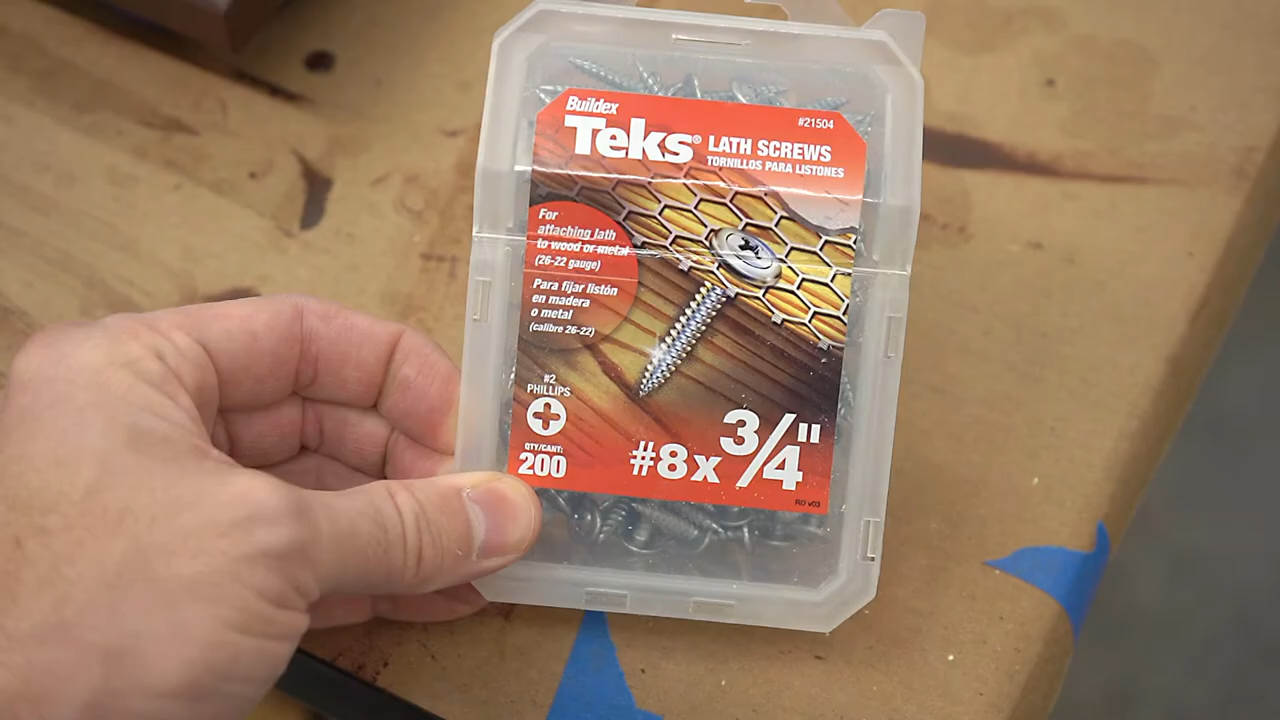 Buildex
Teks® LATH SCREWS
TORNILLOS PARA LISTONES
#21504
For
attaching lath
to wood or metal
(26-22 gauge)
Para fijar listón
en madera
o metal
(calibre 26-22)
#2
PHILLIPS
QTY/CANT:
200
#8 x 3/4"
RD v03